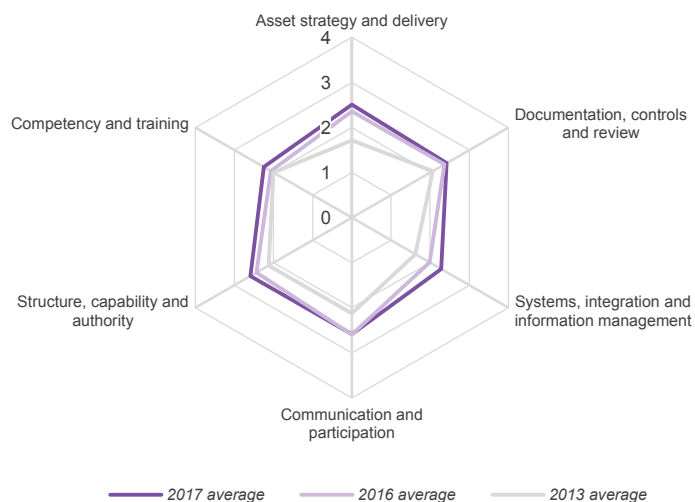 Asset strategy and delivery
4
3
2
1
0
Documentation, controls
and review
Competency and training
Structure, capability and
authority
Systems, integration and
information management
Communication and
participation
2017 average
2016 average
2013 average